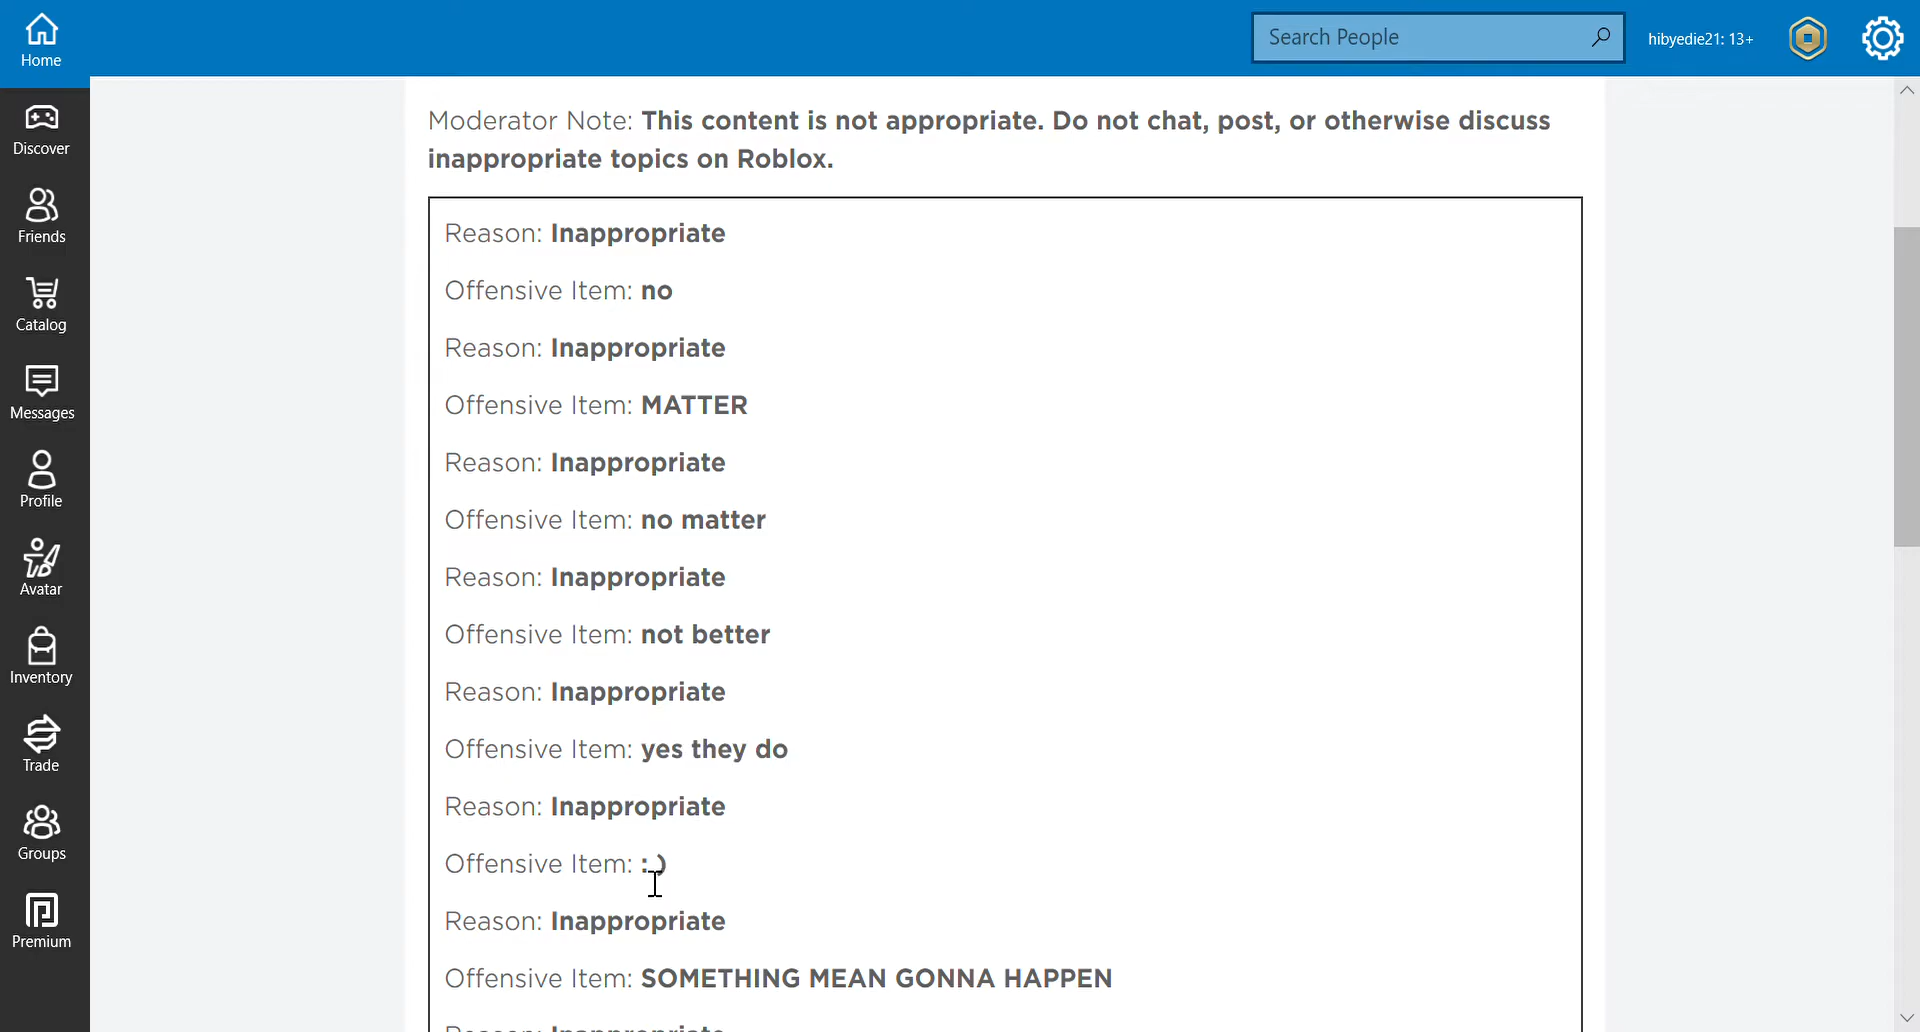 Home
Search People
hibyedie21: 13+
Discover
Friends
Catalog
Messages
Profile
Avatar
Inventory
Trade
Groups
Premium
Moderator Note: This content is not appropriate. Do not chat, post, or otherwise discuss
inappropriate topics on Roblox.
Reason: Inappropriate
Offensive Item: no
Reason: Inappropriate
Offensive Item: MATTER
Reason: Inappropriate
Offensive Item: no matter
Reason: Inappropriate
Offensive Item: not better
Reason: Inappropriate
Offensive Item: yes they do
Reason: Inappropriate
Offensive Item: :)
Reason: Inappropriate
Offensive Item: SOMETHING MEAN GONNA HAPPEN
Reason: Inappropriate